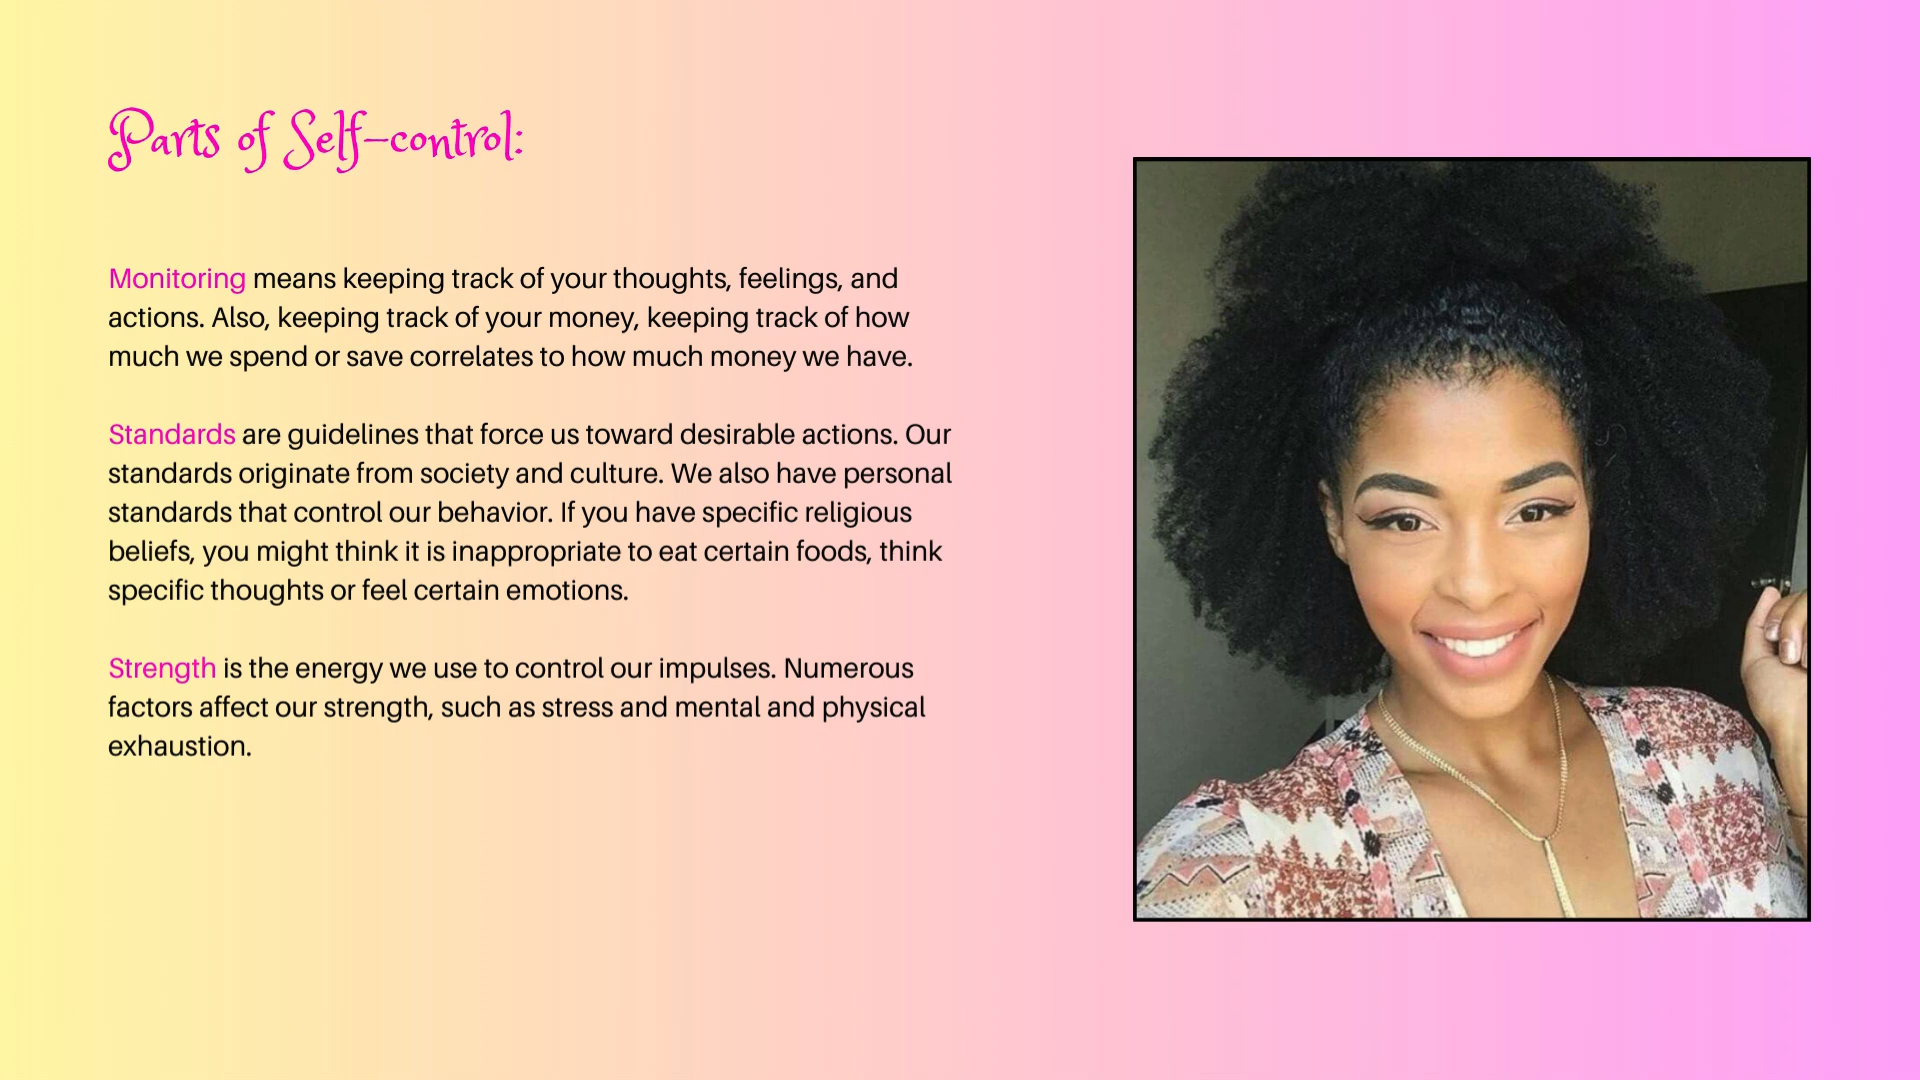 Parts of Self-control:
Monitoring means keeping track of your thoughts, feelings, and
actions. Also, keeping track of your money, keeping track of how
much we spend or save correlates to how much money we have.
Standards are guidelines that force us toward desirable actions. Our
standards originate from society and culture. We also have personal
standards that control our behavior. If you have specific religious
beliefs, you might think it is inappropriate to eat certain foods, think
specific thoughts or feel certain emotions.
Strength is the energy we use to control our impulses. Numerous
factors affect our strength, such as stress and mental and physical
exhaustion.